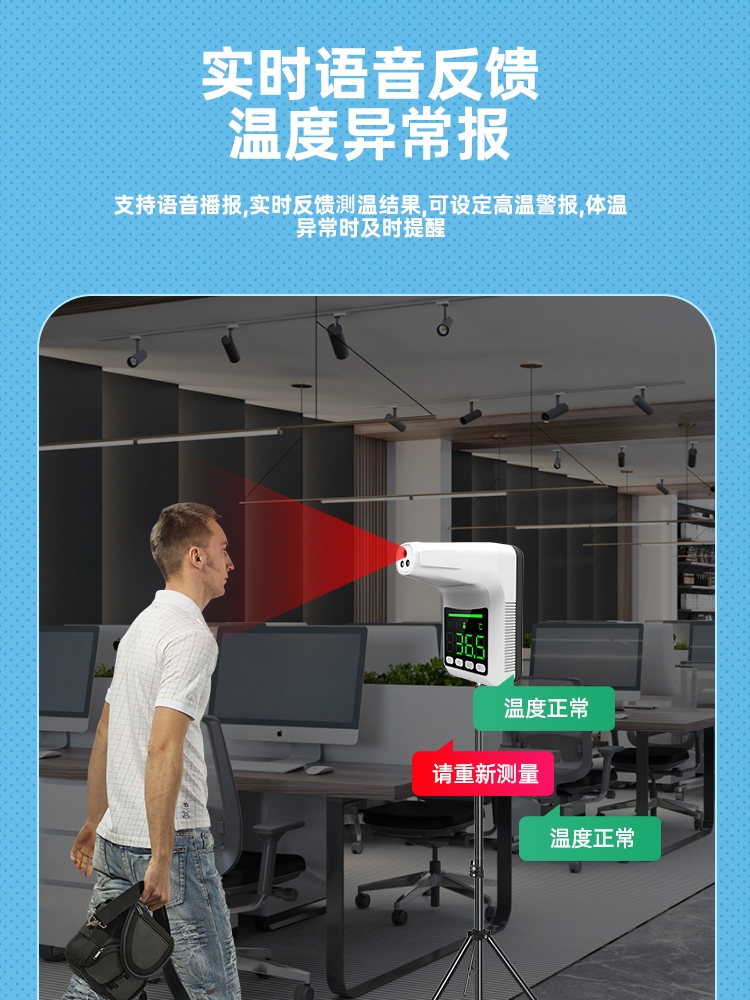 实时语音反馈
温度异常报
支持语音播报,实时反馈测温结果,可设定高温警报,体温
异常时及时提醒
℃
36.5
温度正常
请重新测量
温度正常